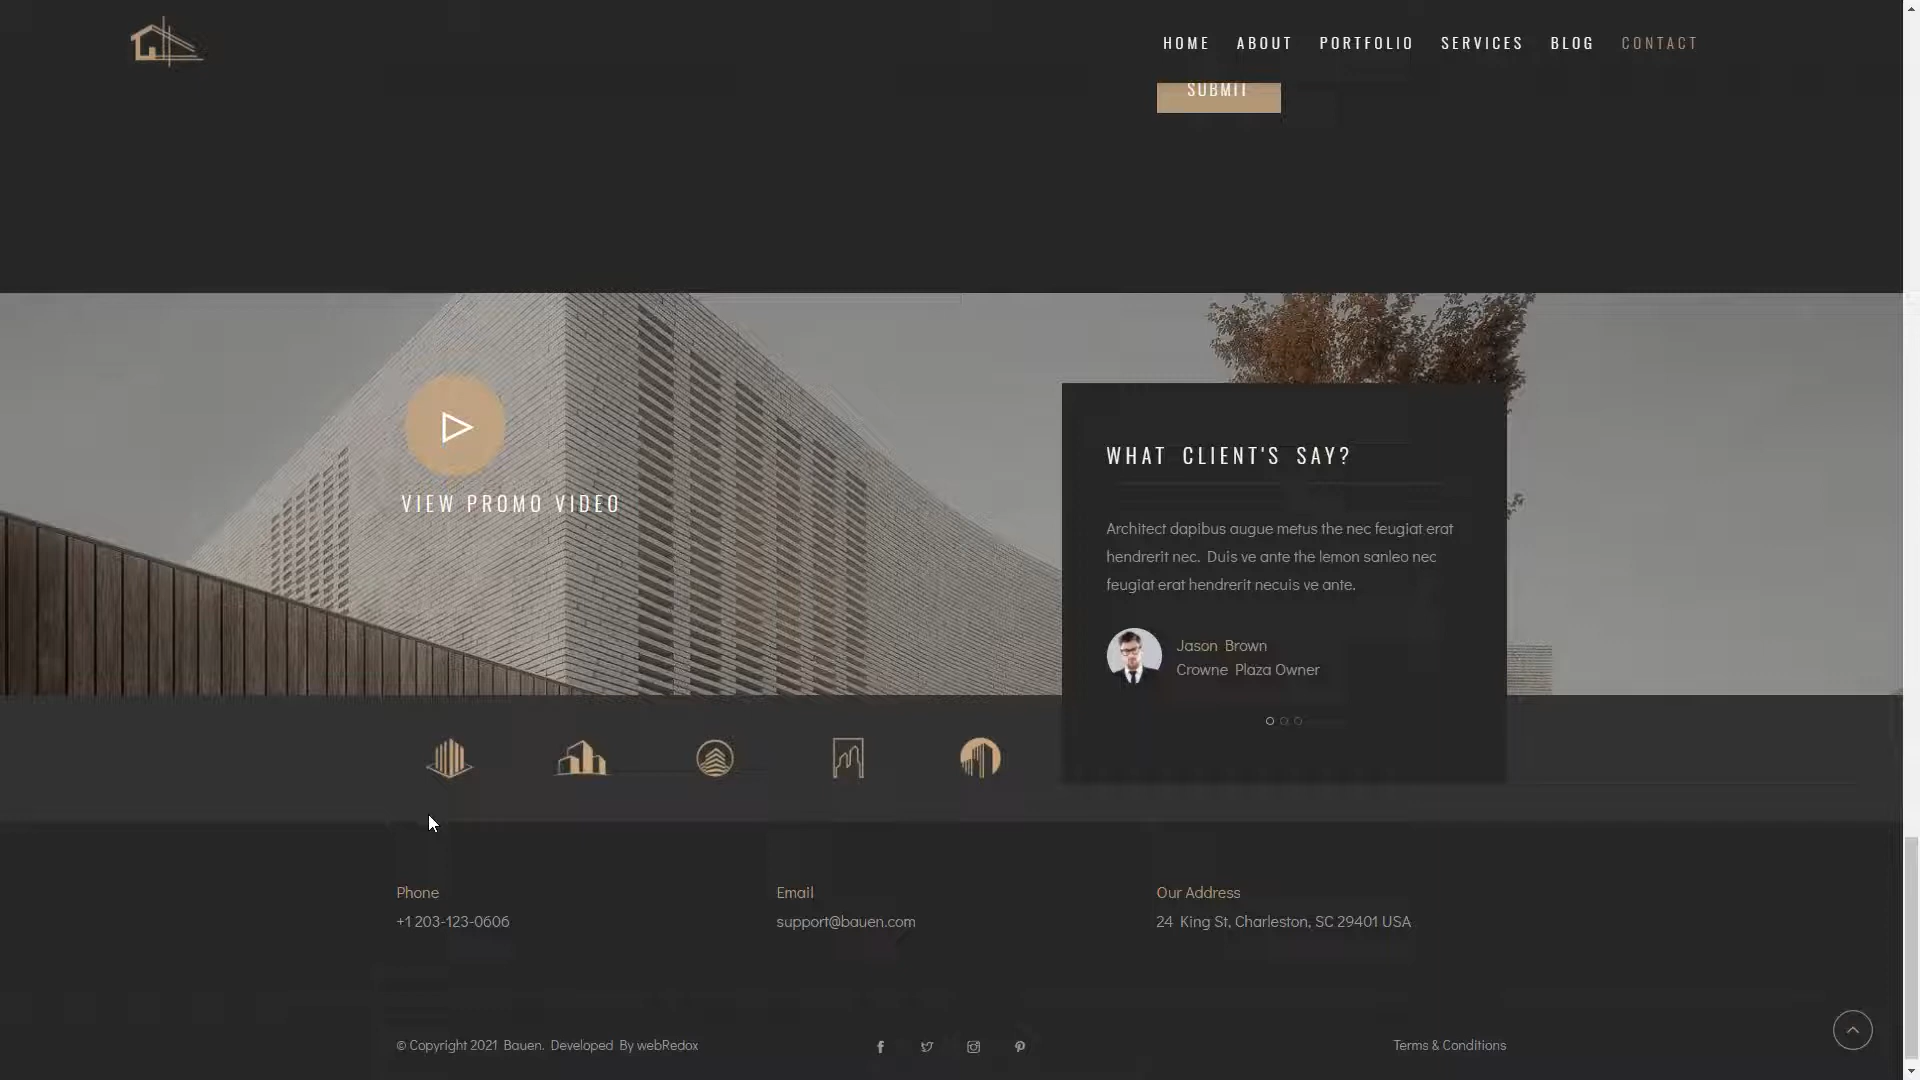 HOME ABOUT PORTFOLIO SERVICES BLOG CONTACT
SUBMIT
VIEW PROMO VIDEO
WHAT CLIENT'S SAY?
Architect dapibus augue metus the nec feugiat erat
hendrerit nec. Duis ve ante the lemon sanleo nec
feugiat erat hendrerit necuis ve ante.
Jason Brown
Crowne Plaza Owner
Phone
+1 203-123-0606
Email
support@bauen.com
Our Address
24 King St, Charleston, SC 29401 USA
© Copyright 2021 Bauen. Developed By webRedox
Terms & Conditions